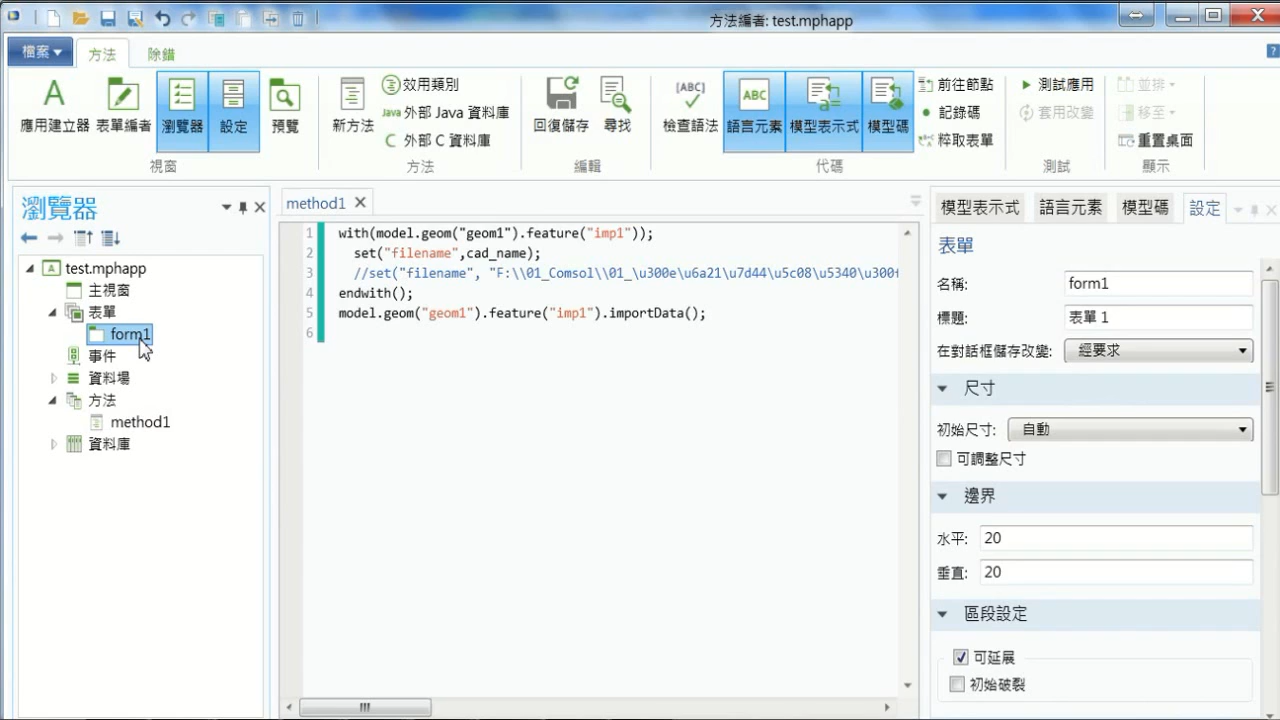 方法編者: test.mphapp
檔案 方法 除錯
應用建立器 表單編者 瀏覽器 設定 預覽
視窗
新方法
效用類別
Java 外部 Java 資料庫
C 外部 C 資料庫
方法
回復儲存 尋找
編輯
[ABC] 檢查語法
ABC 語言元素
模型表示式 模型碼
前往節點
記錄碼
粹取表單
代碼
測試應用
套用改變
測試
並排
移至
重置桌面
顯示
瀏覽器
test.mphapp
主視窗
表單
form1
事件
資料場
方法
method1
資料庫
method1
1 with(model.geom("geom1").feature("imp1"));
2 set("filename",cad_name);
3 //set("filename", "F:\\01_Comsol\\01_\u300e\u6a21\u7d44\u5c08\u5340\u300f
4 endwith();
5 model.geom("geom1").feature("imp1").importData();
6
模型表示式 語言元素 模型碼 設定
表單
名稱: form1
標題: 表單 1
在對話框儲存改變: 經要求
尺寸
初始尺寸: 自動
可調整尺寸
邊界
水平: 20
垂直: 20
區段設定
可延展
初始破裂